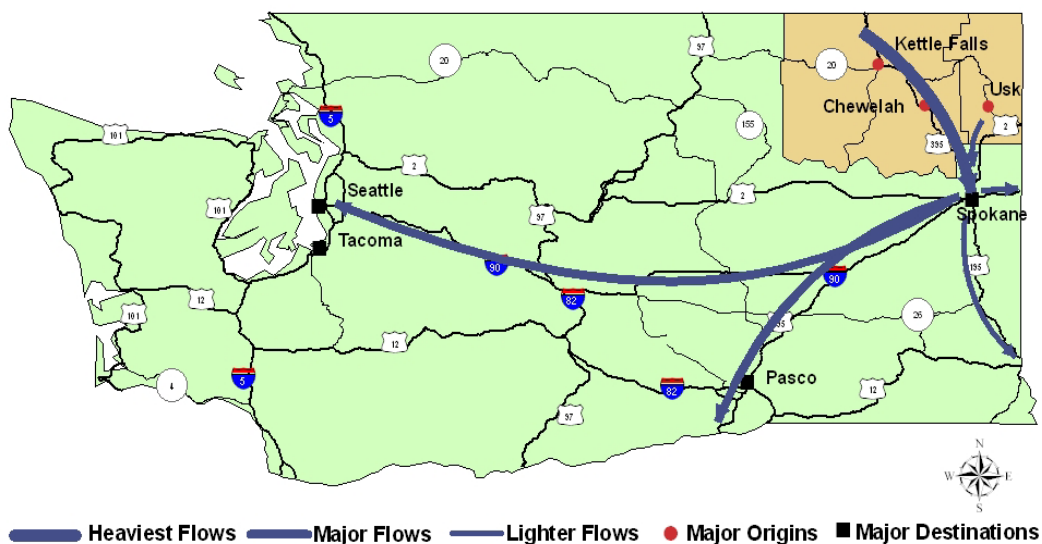 97
Kettle Falls
20
20
Usk
Chewelah
5
155
2
101
395
2
Seattle
2
101
97
Spokane
Tacoma
90
195
90
12
82
101
395
26
12
Pasco
5
4
82
12
97
N
W E
S
Heaviest Flows Major Flows Lighter Flows Major Origins Major Destinations